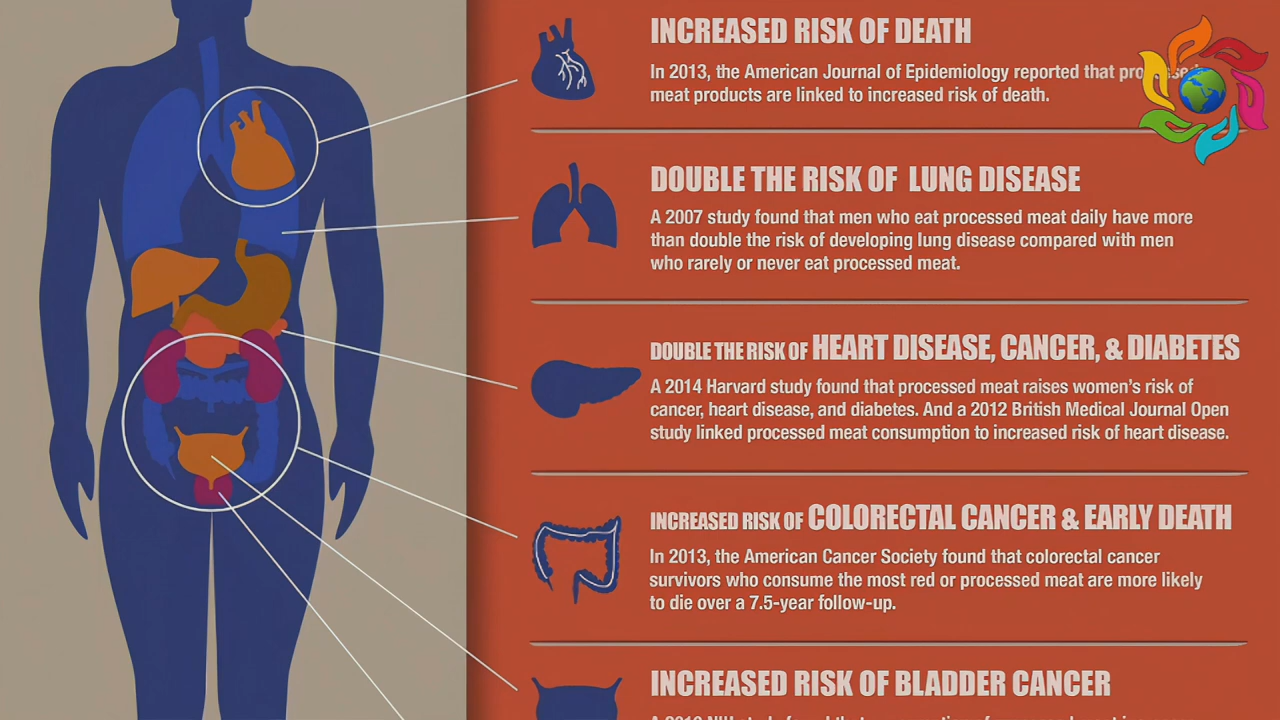 INCREASED RISK OF DEATH
In 2013, the American Journal of Epidemiology reported that processed
meat products are linked to increased risk of death.
DOUBLE THE RISK OF LUNG DISEASE
A 2007 study found that men who eat processed meat daily have more
than double the risk of developing lung disease compared with men
who rarely or never eat processed meat.
DOUBLE THE RISK OF HEART DISEASE, CANCER, & DIABETES
A 2014 Harvard study found that processed meat raises women's risk of
cancer, heart disease, and diabetes. And a 2012 British Medical Journal Open
study linked processed meat consumption to increased risk of heart disease.
INCREASED RISK OF COLORECTAL CANCER & EARLY DEATH
In 2013, the American Cancer Society found that colorectal cancer
survivors who consume the most red or processed meat are more likely
to die over a 7.5-year follow-up.
INCREASED RISK OF BLADDER CANCER